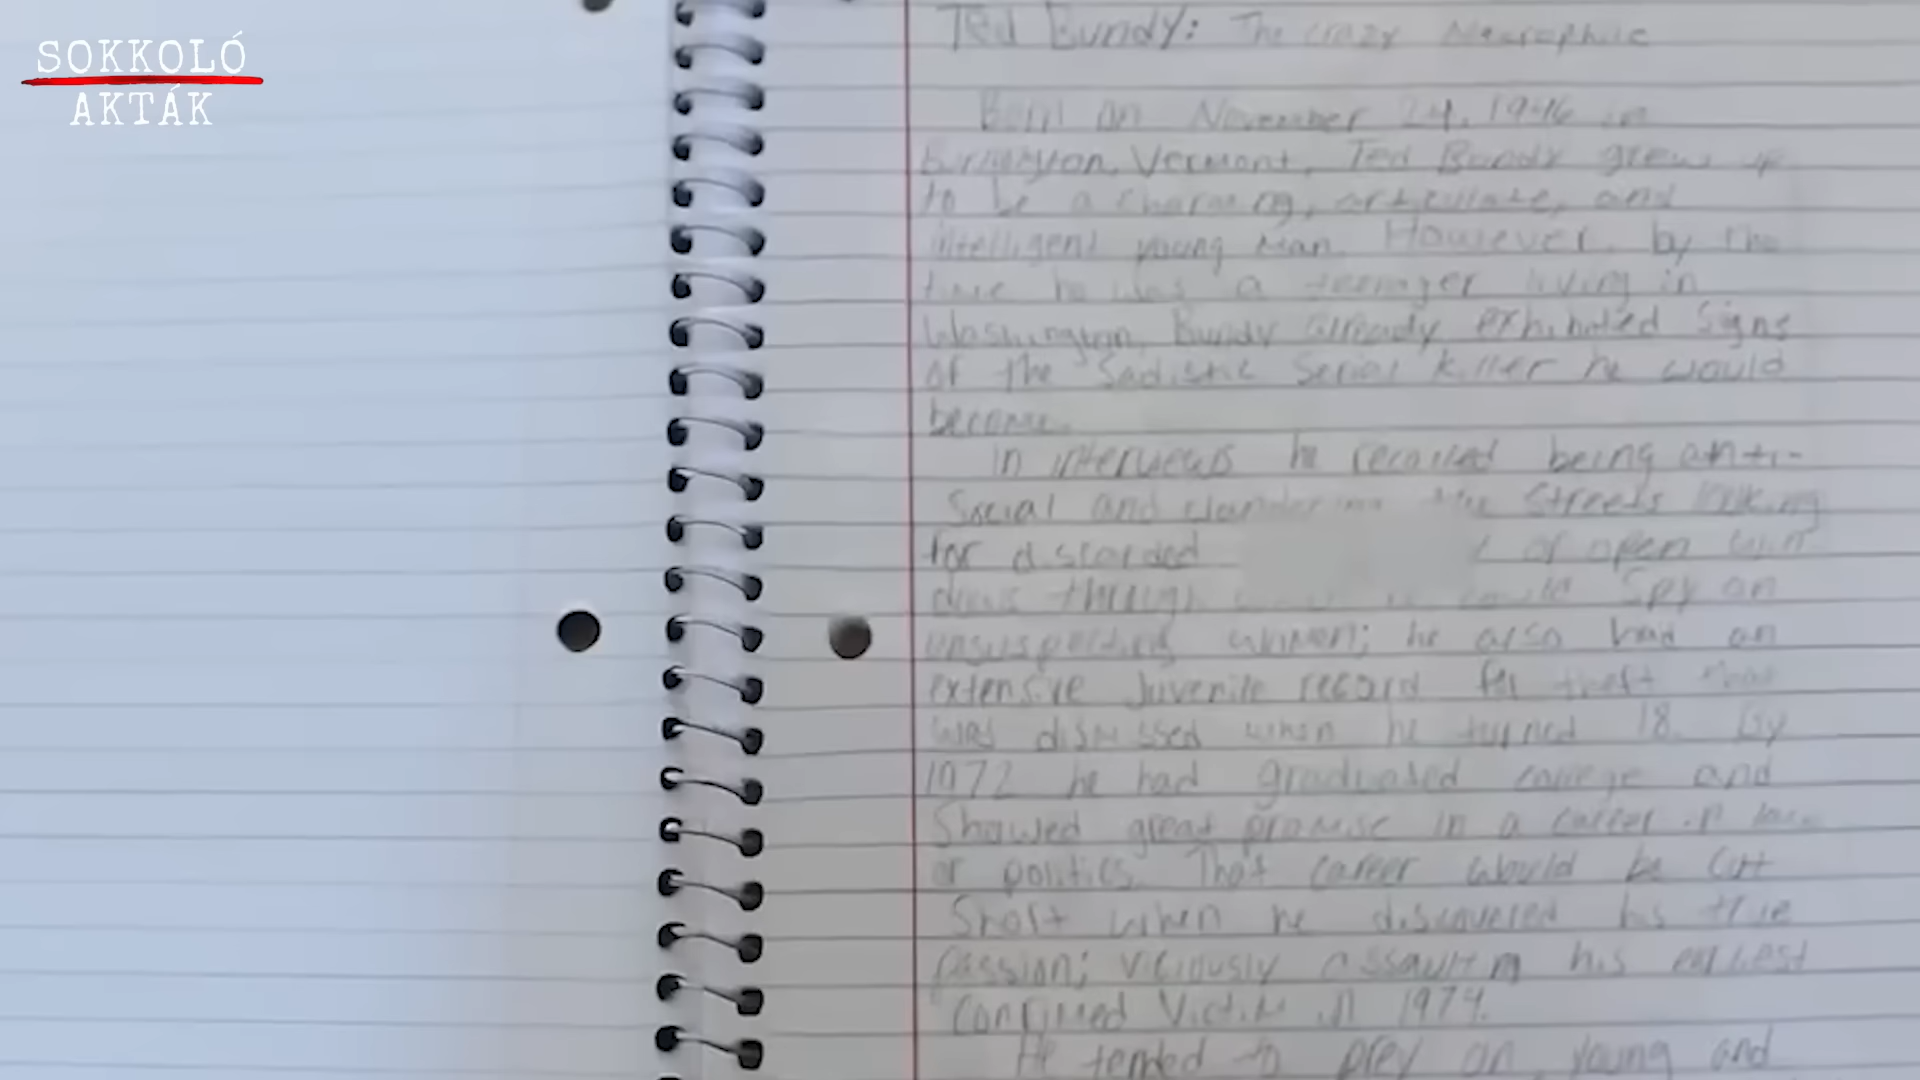 SOKKOLÓ
AKTÁK
Ted Bundy: The crazy
Born on November 24, 1946 in
Vermont, Ted Bundy grew up
to be a charming, articulate, and
intelligent young man. However, by the
time he was a teenager living in
Washington, Bundy already exhibited signs
of the Sadistic Serial killer he would
become.
In interviews he recalled being anti-
Social and the Streets looking
for discarded of open win
dows through could Spy on
unsuspecting women; he also had an
extensive Juvenile record for theft that
was dismissed when he turned 18. By
1972 he had graduated college and
Showed great promise in a career in law
or politics. That career would be cut
Short when he discovered his true
passion; viciously assaulting his earliest
Confirmed Victim in 1974.
He tended to prey on young and